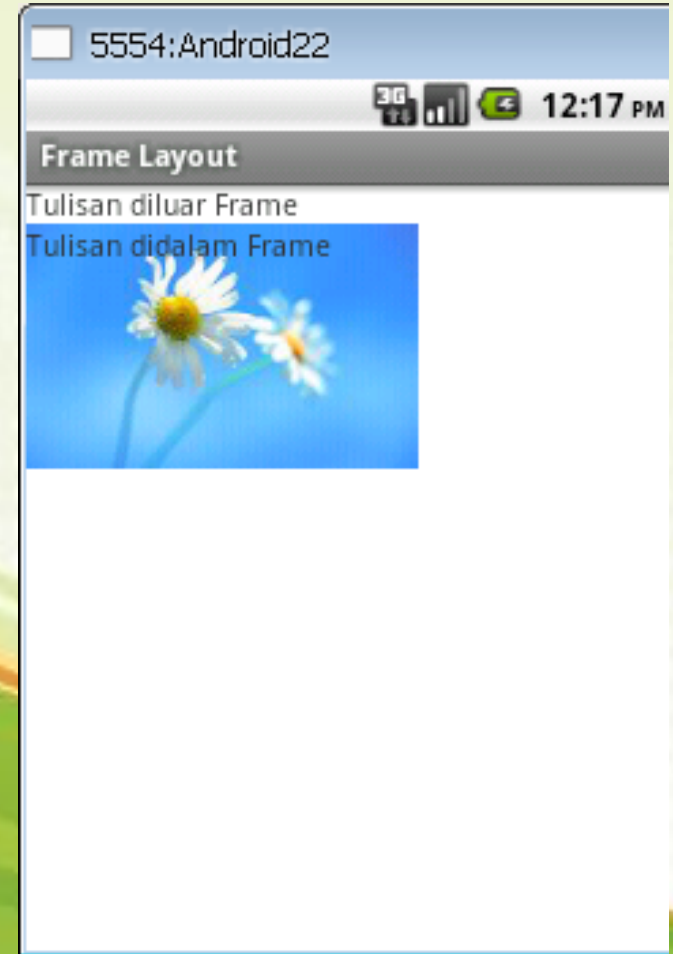 5554:Android22
3G 12:17 PM
Frame Layout
Tulisan diluar Frame
Tulisan didalam Frame